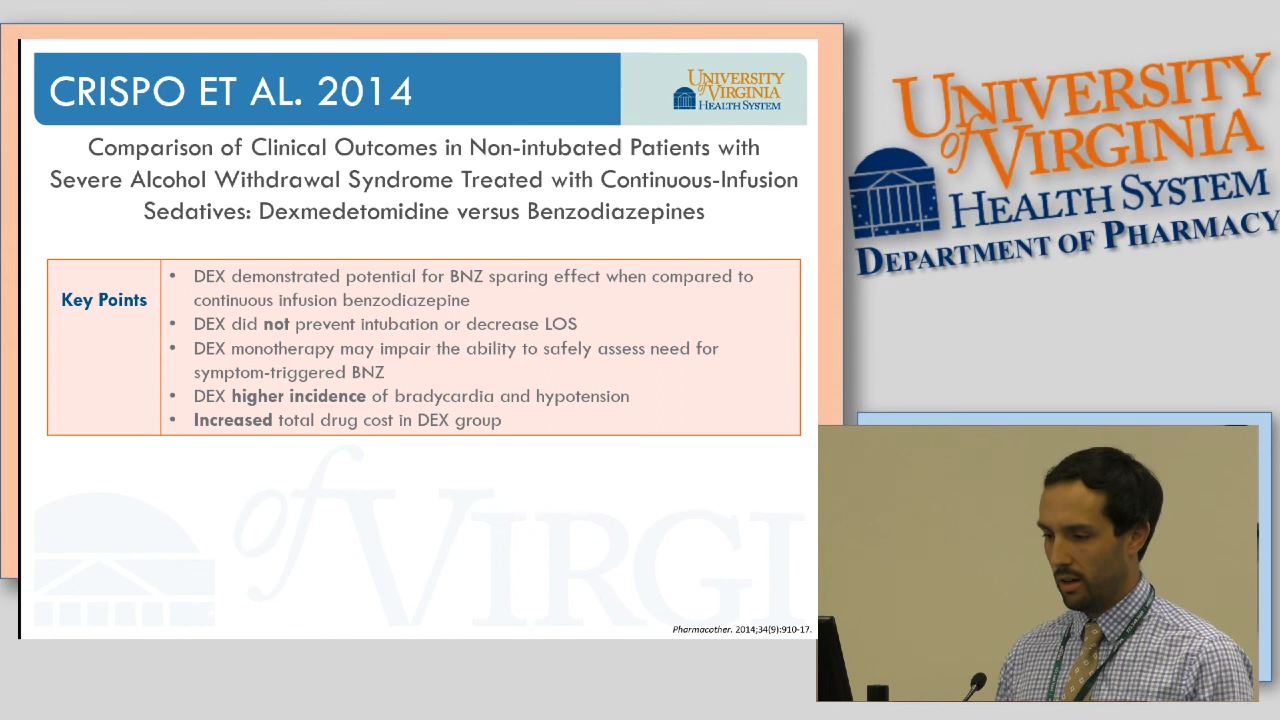 CRISPO ET AL. 2014
UNIVERSITY
of VIRGINIA
HEALTH SYSTEM
Comparison of Clinical Outcomes in Non-intubated Patients with
Severe Alcohol Withdrawal Syndrome Treated with Continuous-Infusion
Sedatives: Dexmedetomidine versus Benzodiazepines
Key Points
• DEX demonstrated potential for BNZ sparing effect when compared to
continuous infusion benzodiazepine
• DEX did not prevent intubation or decrease LOS
• DEX monotherapy may impair the ability to safely assess need for
symptom-triggered BNZ
• DEX higher incidence of bradycardia and hypotension
• Increased total drug cost in DEX group
of VIRGI
Pharmacother. 2014;34(9):910-17.
UNIVERSITY
of VIRGINIA
HEALTH SYSTEM
DEPARTMENT OF PHARMACY